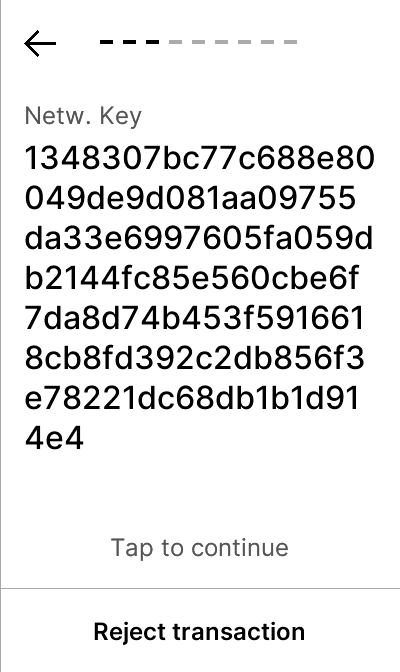 Netw. Key
1348307bc77c688e80
049de9d081aa09755
da33e6997605fa059d
b2144fc85e560cbe6f
7da8d74b453f591661
8cb8fd392c2db856f3
e78221dc68db1b1d91
4e4
Tap to continue
Reject transaction